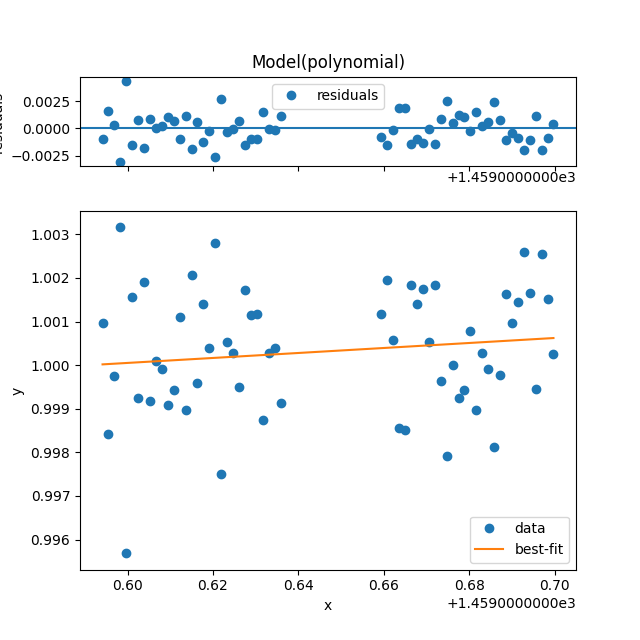 Model(polynomial)
residuals
0.0025
0.0000
−0.0025
residuals
+1.4590000000e3
1.003
1.002
1.001
1.000
0.999
0.998
0.997
0.996
y
data
best-fit
0.60
0.62
0.64
0.66
0.68
0.70
x
+1.4590000000e3